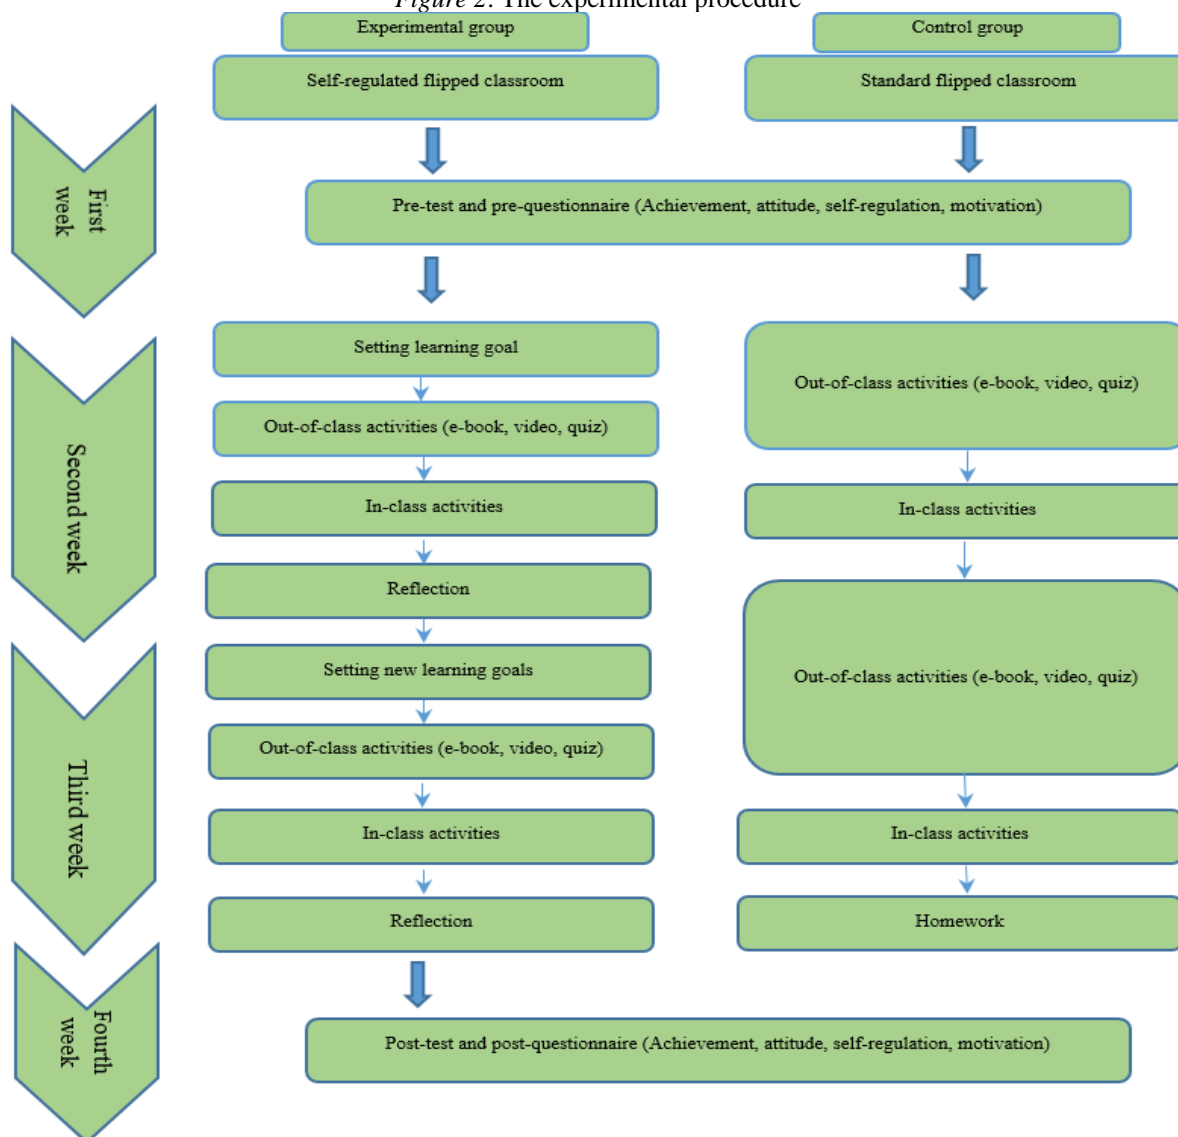 Figure 2. The experimental procedure
Experimental group
Control group
Self-regulated flipped classroom
Standard flipped classroom
First
week
Pre-test and pre-questionnaire (Achievement, attitude, self-regulation, motivation)
Second week
Setting learning goal
Out-of-class activities (e-book, video, quiz)
Out-of-class activities (e-book, video, quiz)
In-class activities
In-class activities
Reflection
Third week
Setting new learning goals
Out-of-class activities (e-book, video, quiz)
Out-of-class activities (e-book, video, quiz)
In-class activities
In-class activities
Reflection
Homework
Fourth
week
Post-test and post-questionnaire (Achievement, attitude, self-regulation, motivation)